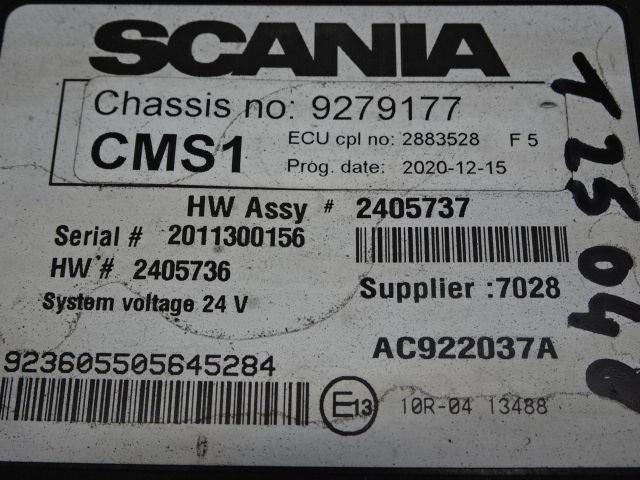 SCANIA
Chassis no: 9279177
CMS1
ECU cpl no: 2883528 F 5
Prog. date: 2020-12-15
HW Assy # 2405737
Serial # 2011300156
HW # 2405736
Supplier :7028
System voltage 24 V
AC922037A
923605505645284
E13 10R-04 13488